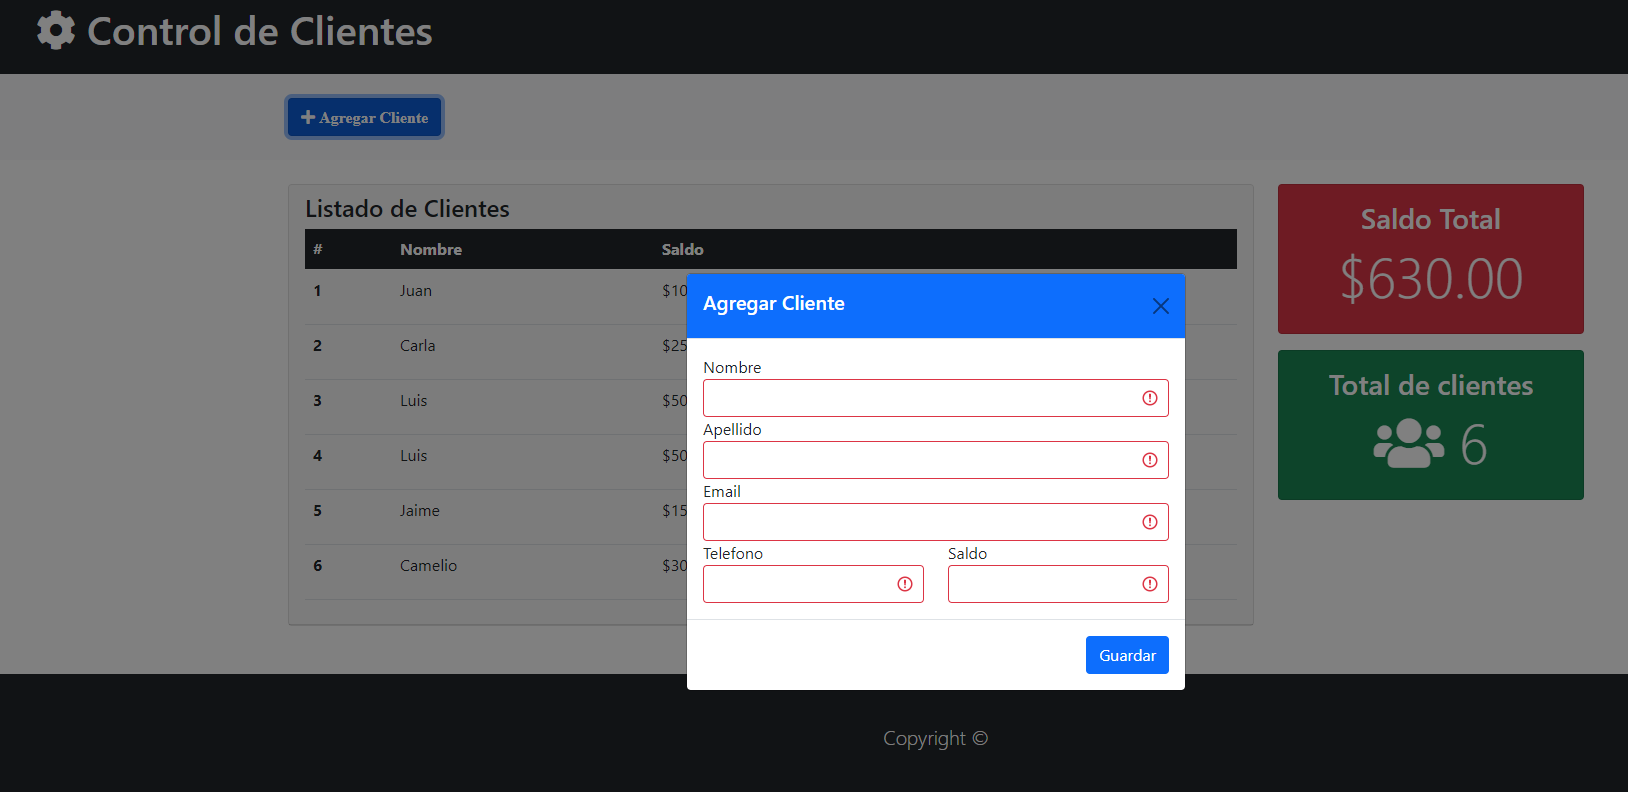 Control de Clientes
Agregar Cliente
Listado de Clientes
# Nombre Saldo
1 Juan $10
2 Carla $25
3 Luis $50
4 Luis $50
5 Jaime $15
6 Camelio $30
Saldo Total
$630.00
Total de clientes
6
Agregar Cliente
Nombre
Apellido
Email
Telefono Saldo
Guardar
Copyright ©